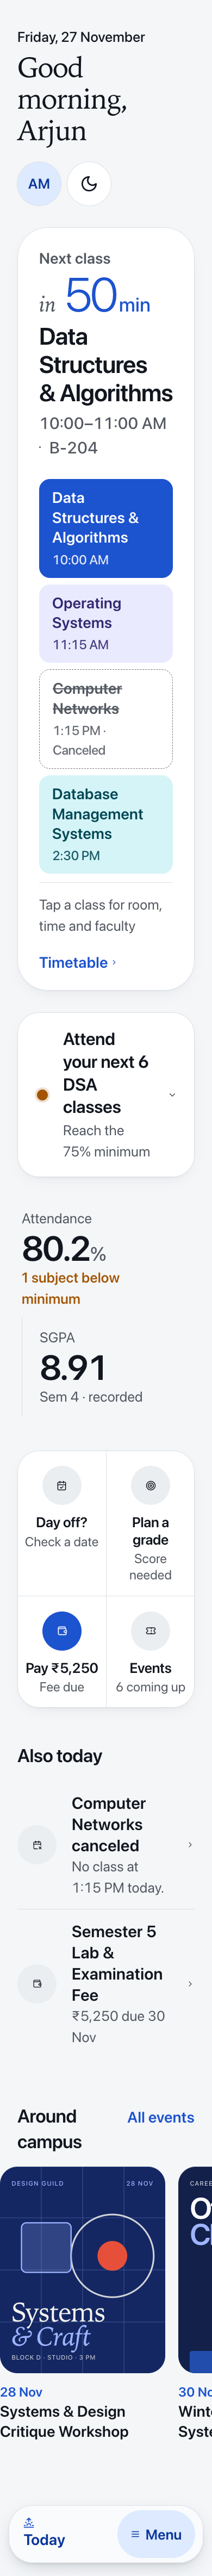 Friday, 27 November
Good
morning,
Arjun
AM
Next class
in 50 min
Data
Structures
& Algorithms
10:00–11:00 AM
· B-204
Data
Structures &
Algorithms
10:00 AM
Operating
Systems
11:15 AM
Computer
Networks
1:15 PM ·
Canceled
Database
Management
Systems
2:30 PM
Tap a class for room,
time and faculty
Timetable
Attend
your next 6
DSA
classes
Reach the
75% minimum
Attendance
80.2%
1 subject below
minimum
SGPA
8.91
Sem 4 · recorded
Day off?
Check a date
Plan a
grade
Score
needed
Pay ₹5,250
Fee due
Events
6 coming up
Also today
Computer
Networks
canceled
No class at
1:15 PM today.
Semester 5
Lab &
Examination
Fee
₹5,250 due 30
Nov
Around
campus
All events
DESIGN GUILD 28 NOV
Systems
& Craft
BLOCK D · STUDIO · 3 PM
28 Nov
Systems & Design
Critique Workshop
30 No
Today
Menu